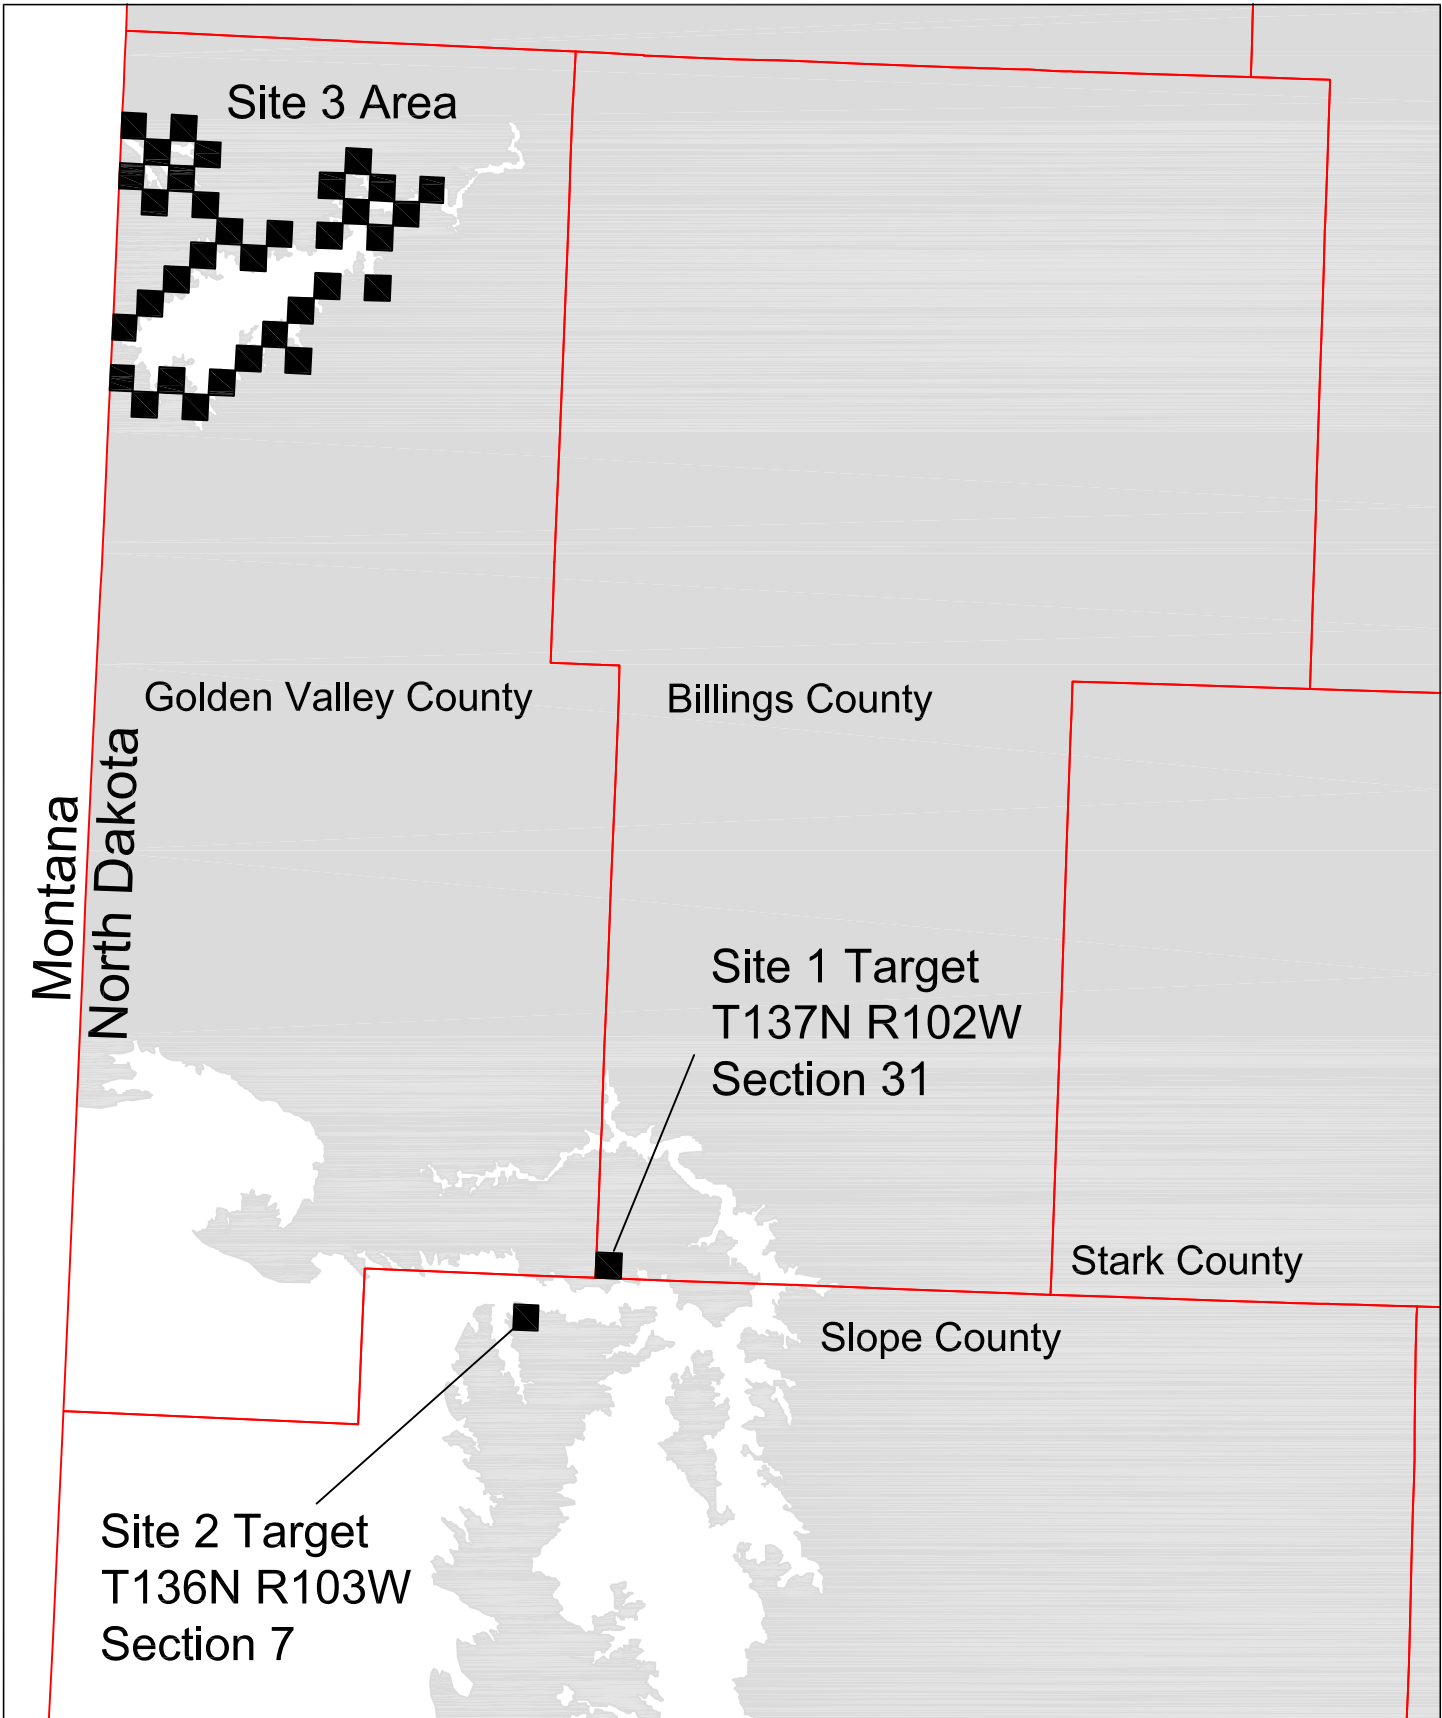 Site 3 Area
Golden Valley County
Billings County
Montana
North Dakota
Site 1 Target
T137N R102W
Section 31
Stark County
Slope County
Site 2 Target
T136N R103W
Section 7